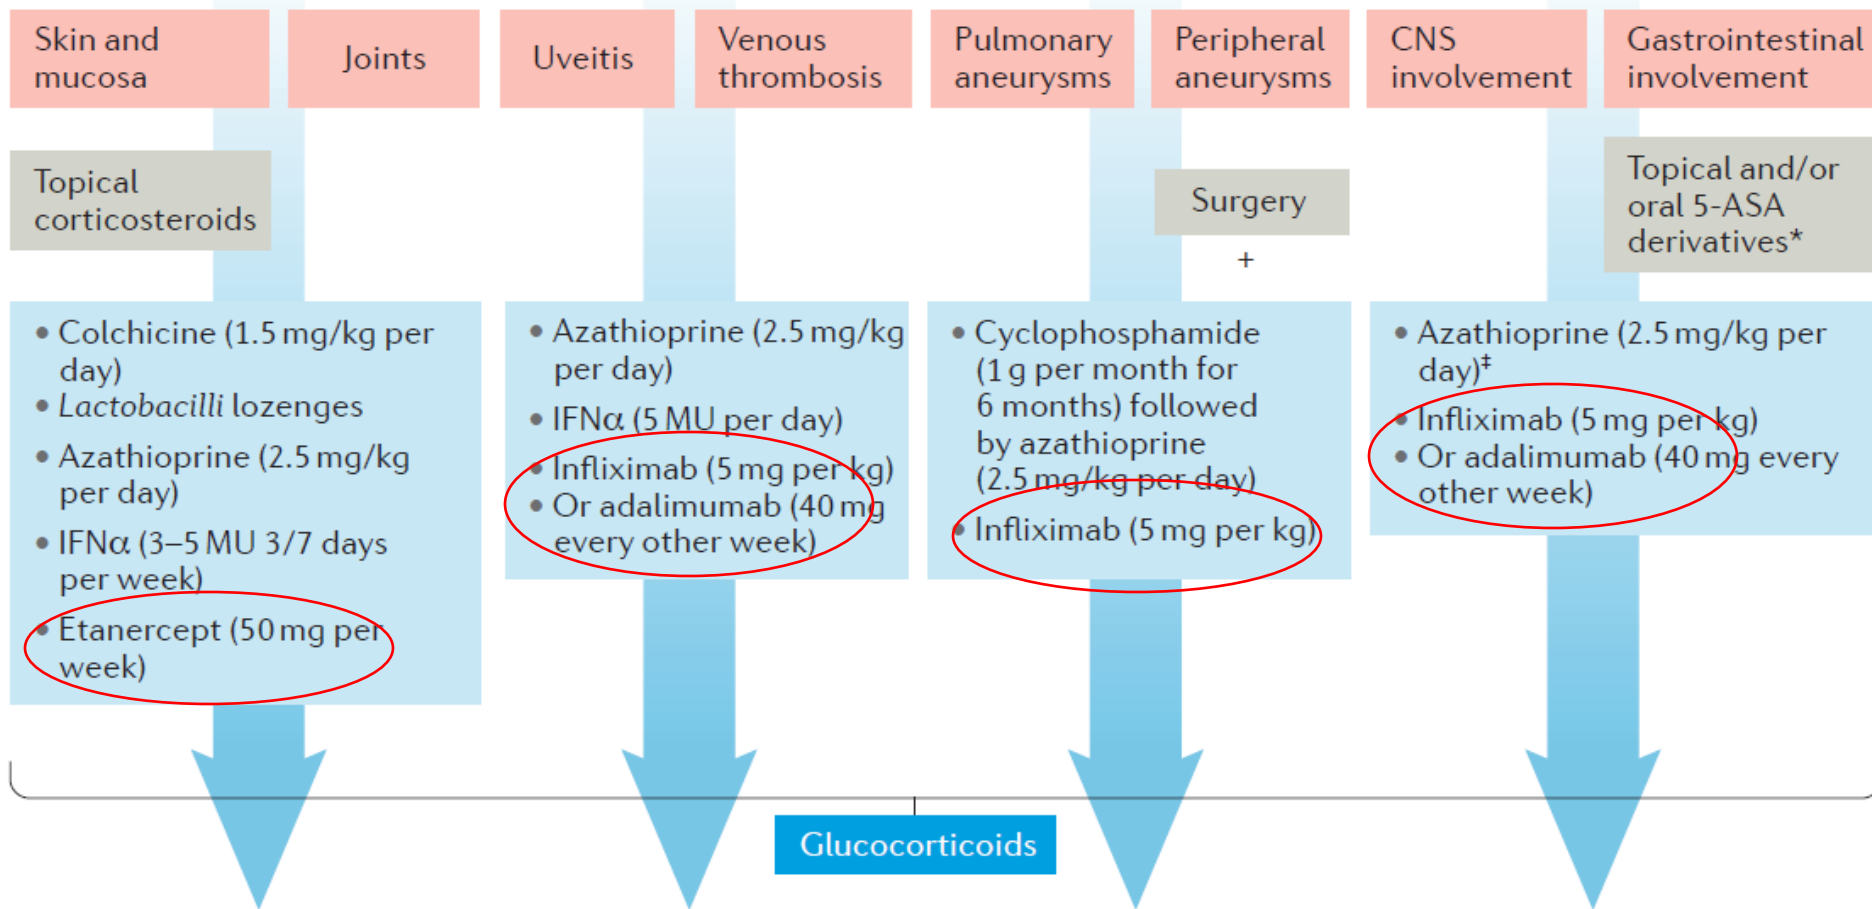 Skin and
mucosa
Joints
Uveitis
Venous
thrombosis
Pulmonary
aneurysms
Peripheral
aneurysms
CNS
involvement
Gastrointestinal
involvement
Topical
corticosteroids
Surgery
+
Topical and/or
oral 5-ASA
derivatives*
• Colchicine (1.5 mg/kg per
day)
• Lactobacilli lozenges
• Azathioprine (2.5 mg/kg
per day)
• IFNα (3–5 MU 3/7 days
per week)
• Etanercept (50 mg per
week)
• Azathioprine (2.5 mg/kg
per day)
• IFNα (5 MU per day)
• Infliximab (5 mg per kg)
• Or adalimumab (40 mg
every other week)
• Cyclophosphamide
(1 g per month for
6 months) followed
by azathioprine
(2.5 mg/kg per day)
• Infliximab (5 mg per kg)
• Azathioprine (2.5 mg/kg per
day)‡
• Infliximab (5 mg per kg)
• Or adalimumab (40 mg every
other week)
Glucocorticoids